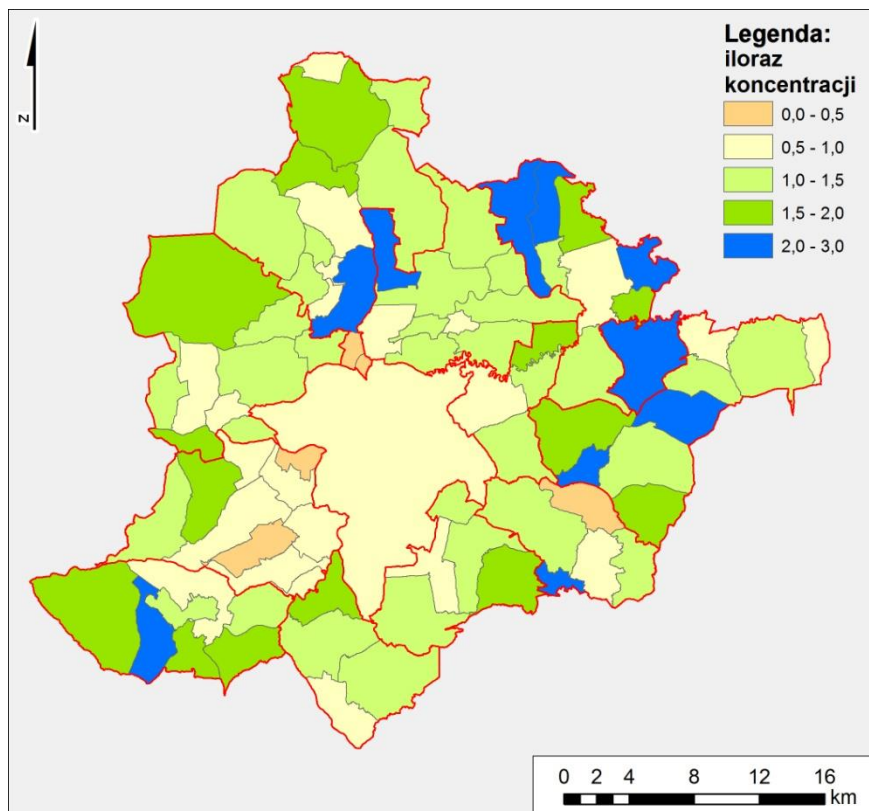 Legenda:
iloraz
koncentracji
0,0 - 0,5
0,5 - 1,0
1,0 - 1,5
1,5 - 2,0
2,0 - 3,0
N
0 2 4 8 12 16
km